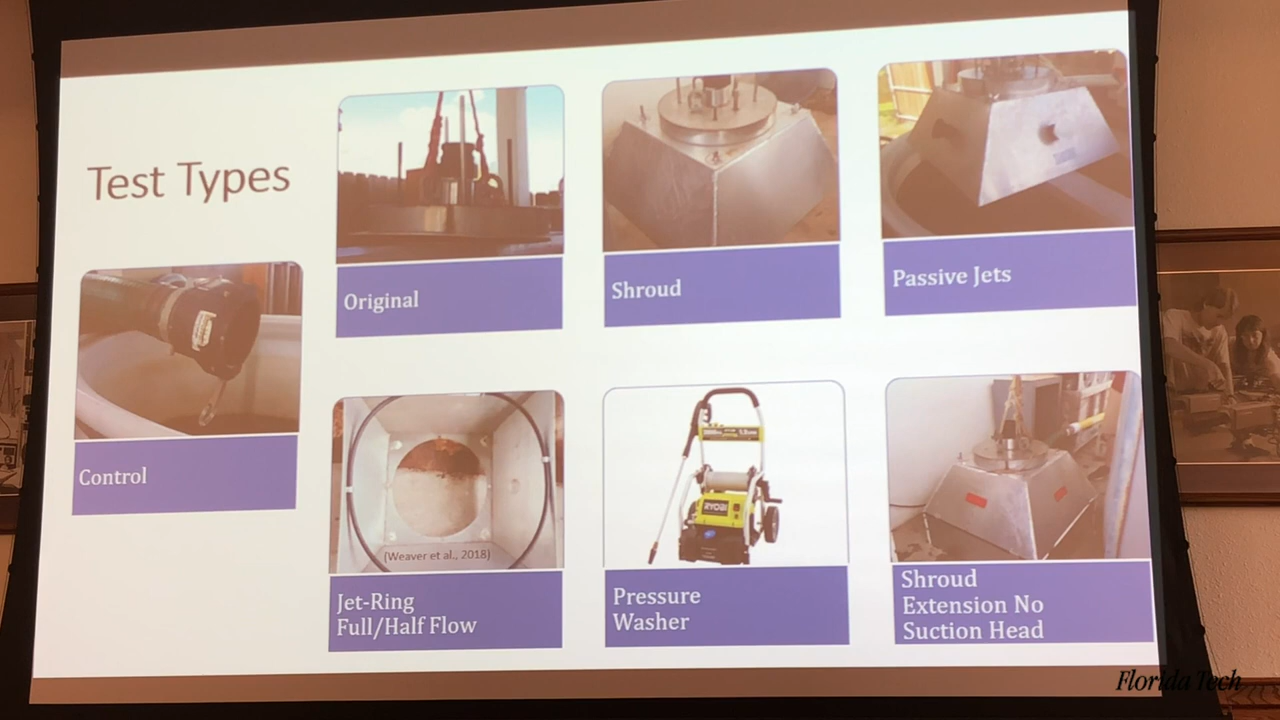 Test Types
Original
Shroud
Passive Jets
Control
(Weaver et al., 2018)
RYOBI
Jet-Ring
Full/Half Flow
Pressure
Washer
Shroud
Extension No
Suction Head
Florida Tech